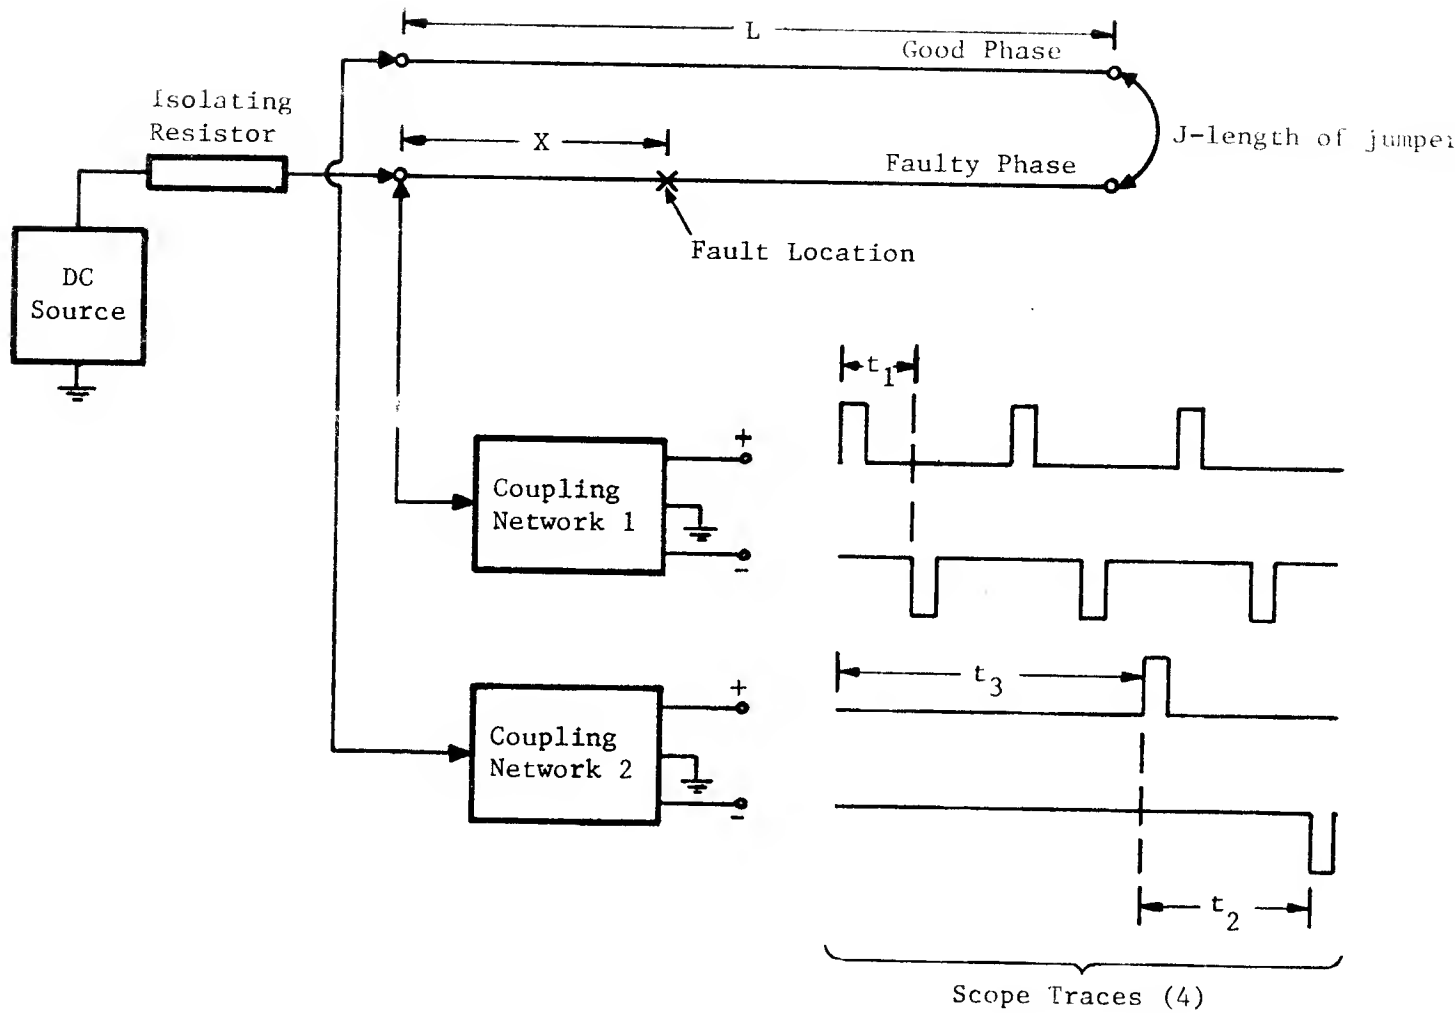 L
Good Phase
Isolating
Resistor
X
J-length of jumper
Faulty Phase
Fault Location
DC
Source
t1
+
Coupling
Network 1
-
t3
+
Coupling
Network 2
-
t2
Scope Traces (4)